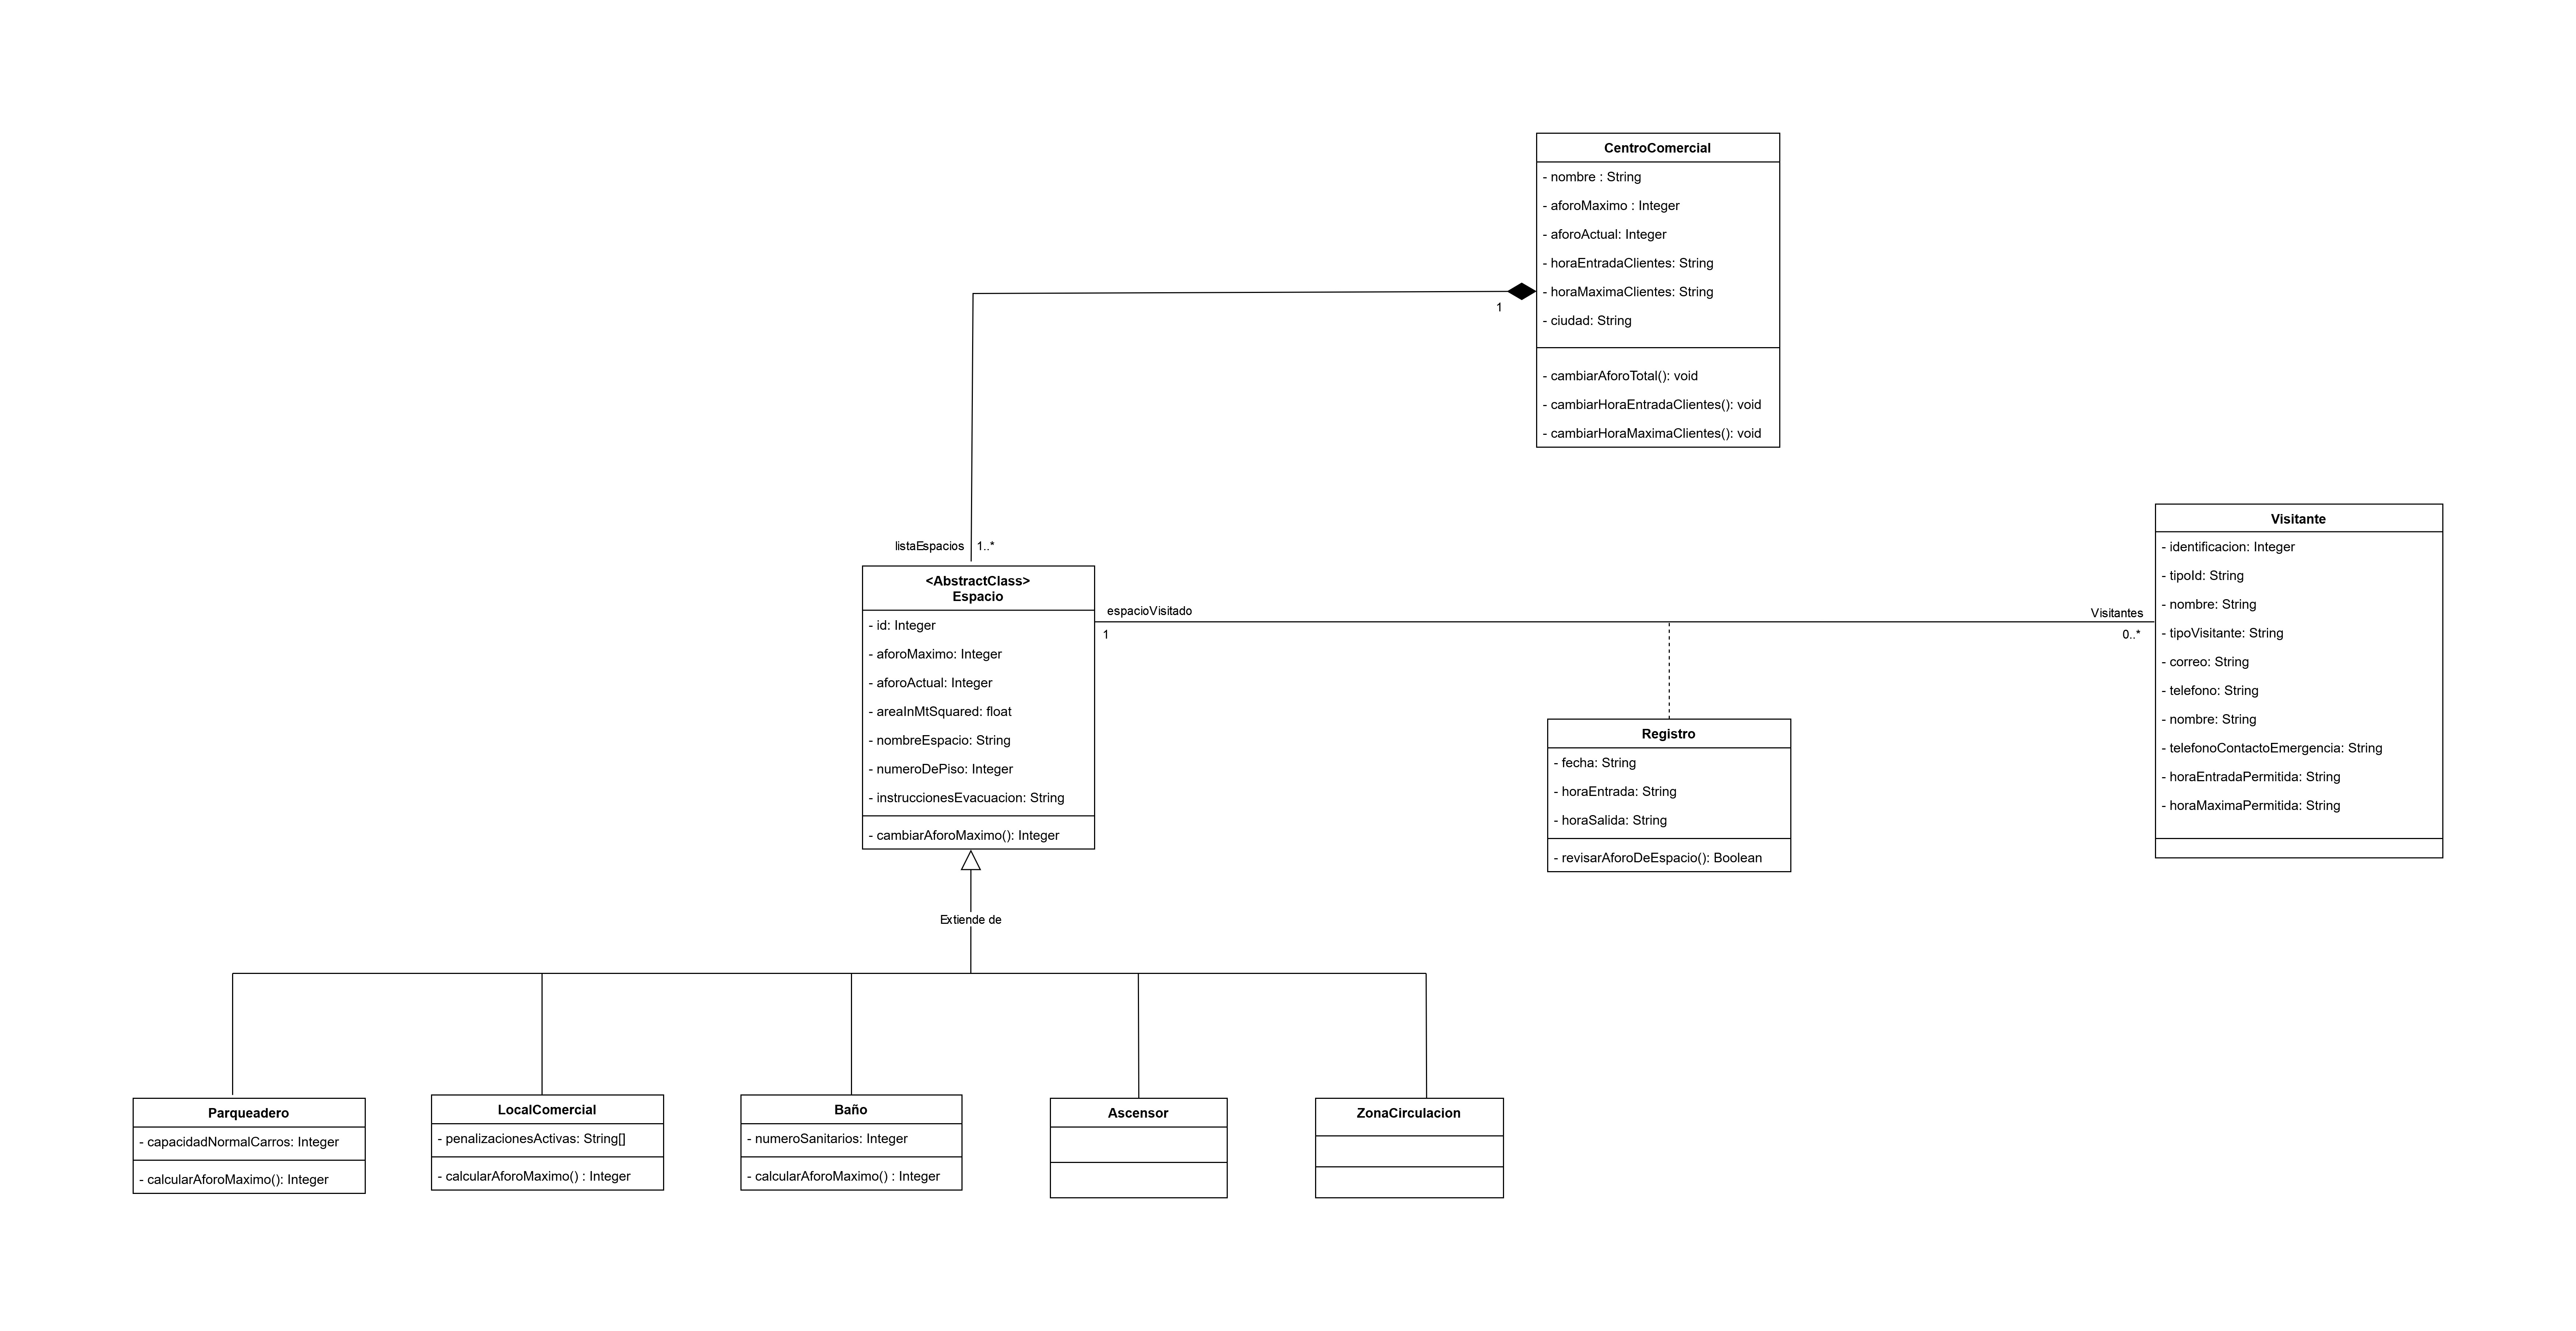 CentroComercial
- nombre : String
- aforoMaximo : Integer
- aforoActual: Integer
- horaEntradaClientes: String
- horaMaximaClientes: String
- ciudad: String
- cambiarAforoTotal(): void
- cambiarHoraEntradaClientes(): void
- cambiarHoraMaximaClientes(): void
1
listaEspacios
1..*
<AbstractClass>
Espacio
- id: Integer
- aforoMaximo: Integer
- aforoActual: Integer
- areaInMtSquared: float
- nombreEspacio: String
- numeroDePiso: Integer
- instruccionesEvacuacion: String
- cambiarAforoMaximo(): Integer
espacioVisitado
1
Visitantes
0..*
Visitante
- identificacion: Integer
- tipoId: String
- nombre: String
- tipoVisitante: String
- correo: String
- telefono: String
- nombre: String
- telefonoContactoEmergencia: String
- horaEntradaPermitida: String
- horaMaximaPermitida: String
Registro
- fecha: String
- horaEntrada: String
- horaSalida: String
- revisarAforoDeEspacio(): Boolean
Extiende de
Parqueadero
- capacidadNormalCarros: Integer
- calcularAforoMaximo(): Integer
LocalComercial
- penalizacionesActivas: String[]
- calcularAforoMaximo() : Integer
Baño
- numeroSanitarios: Integer
- calcularAforoMaximo() : Integer
Ascensor
ZonaCirculacion